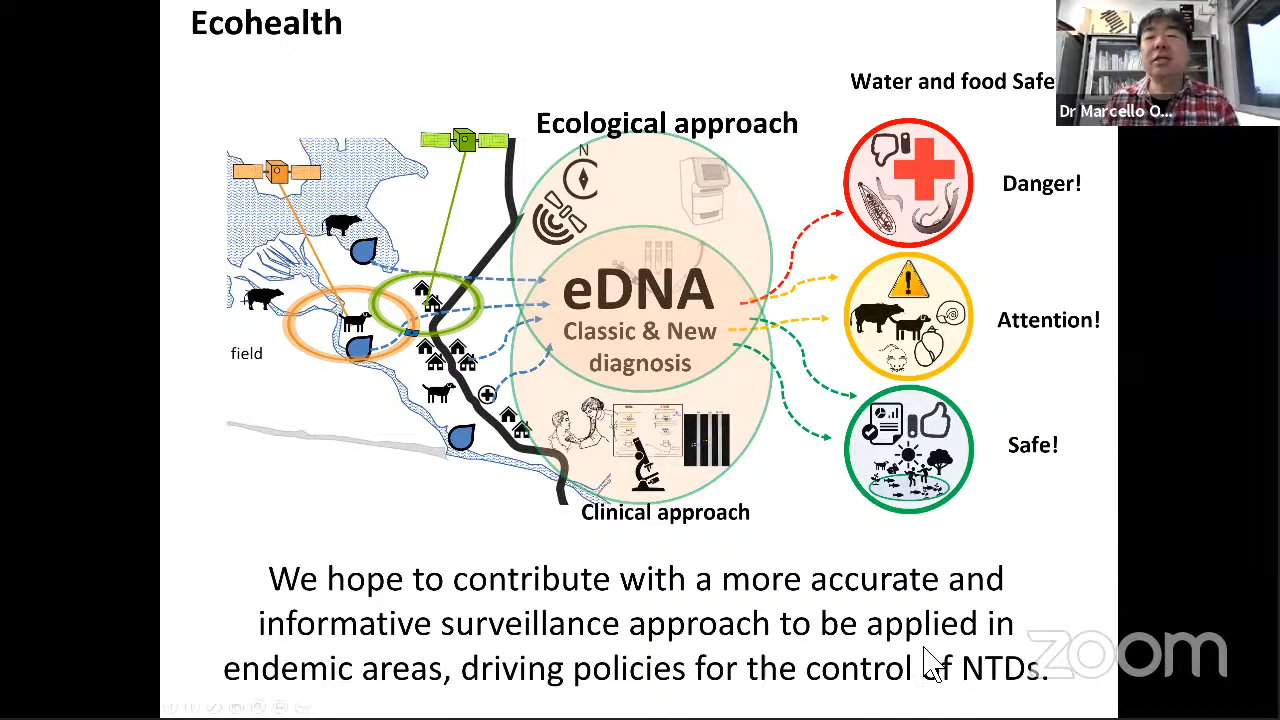 Ecohealth
Water and food Safe
Dr Marcello O...
Ecological approach
N
Danger!
eDNA
Classic & New
diagnosis
Attention!
field
Safe!
Clinical approach
We hope to contribute with a more accurate and
informative surveillance approach to be applied in
endemic areas, driving policies for the control of NTDs.
zoom